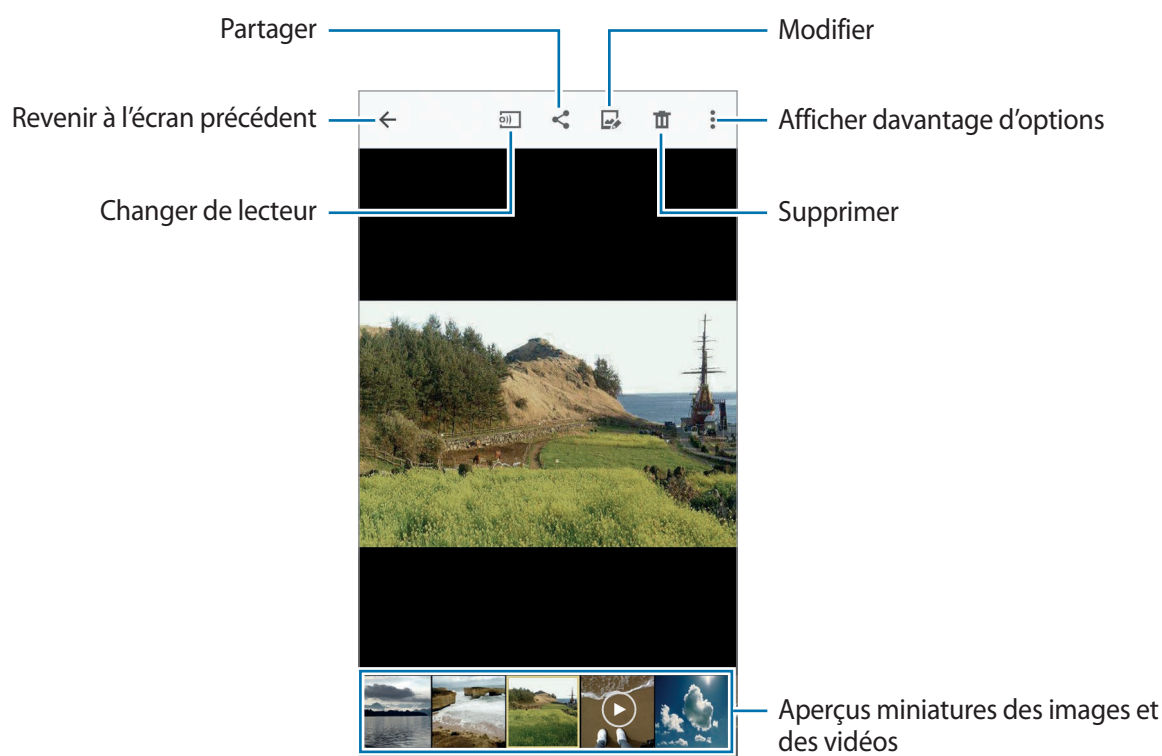 Partager
Modifier
Revenir à l’écran précédent
Afficher davantage d’options
Changer de lecteur
Supprimer
Aperçus miniatures des images et
des vidéos